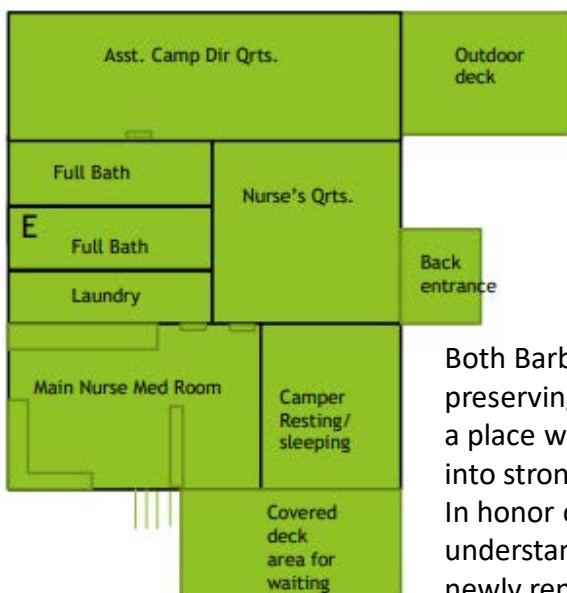 Asst. Camp Dir Qrts.
Outdoor
deck
Full Bath
Nurse's Qrts.
E
Full Bath
Back
entrance
Laundry
Main Nurse Med Room
Camper
Resting/
sleeping
Covered
deck
area for
waiting
Both Barb
preserving
a place w
into stron
In honor
understan
newly ren